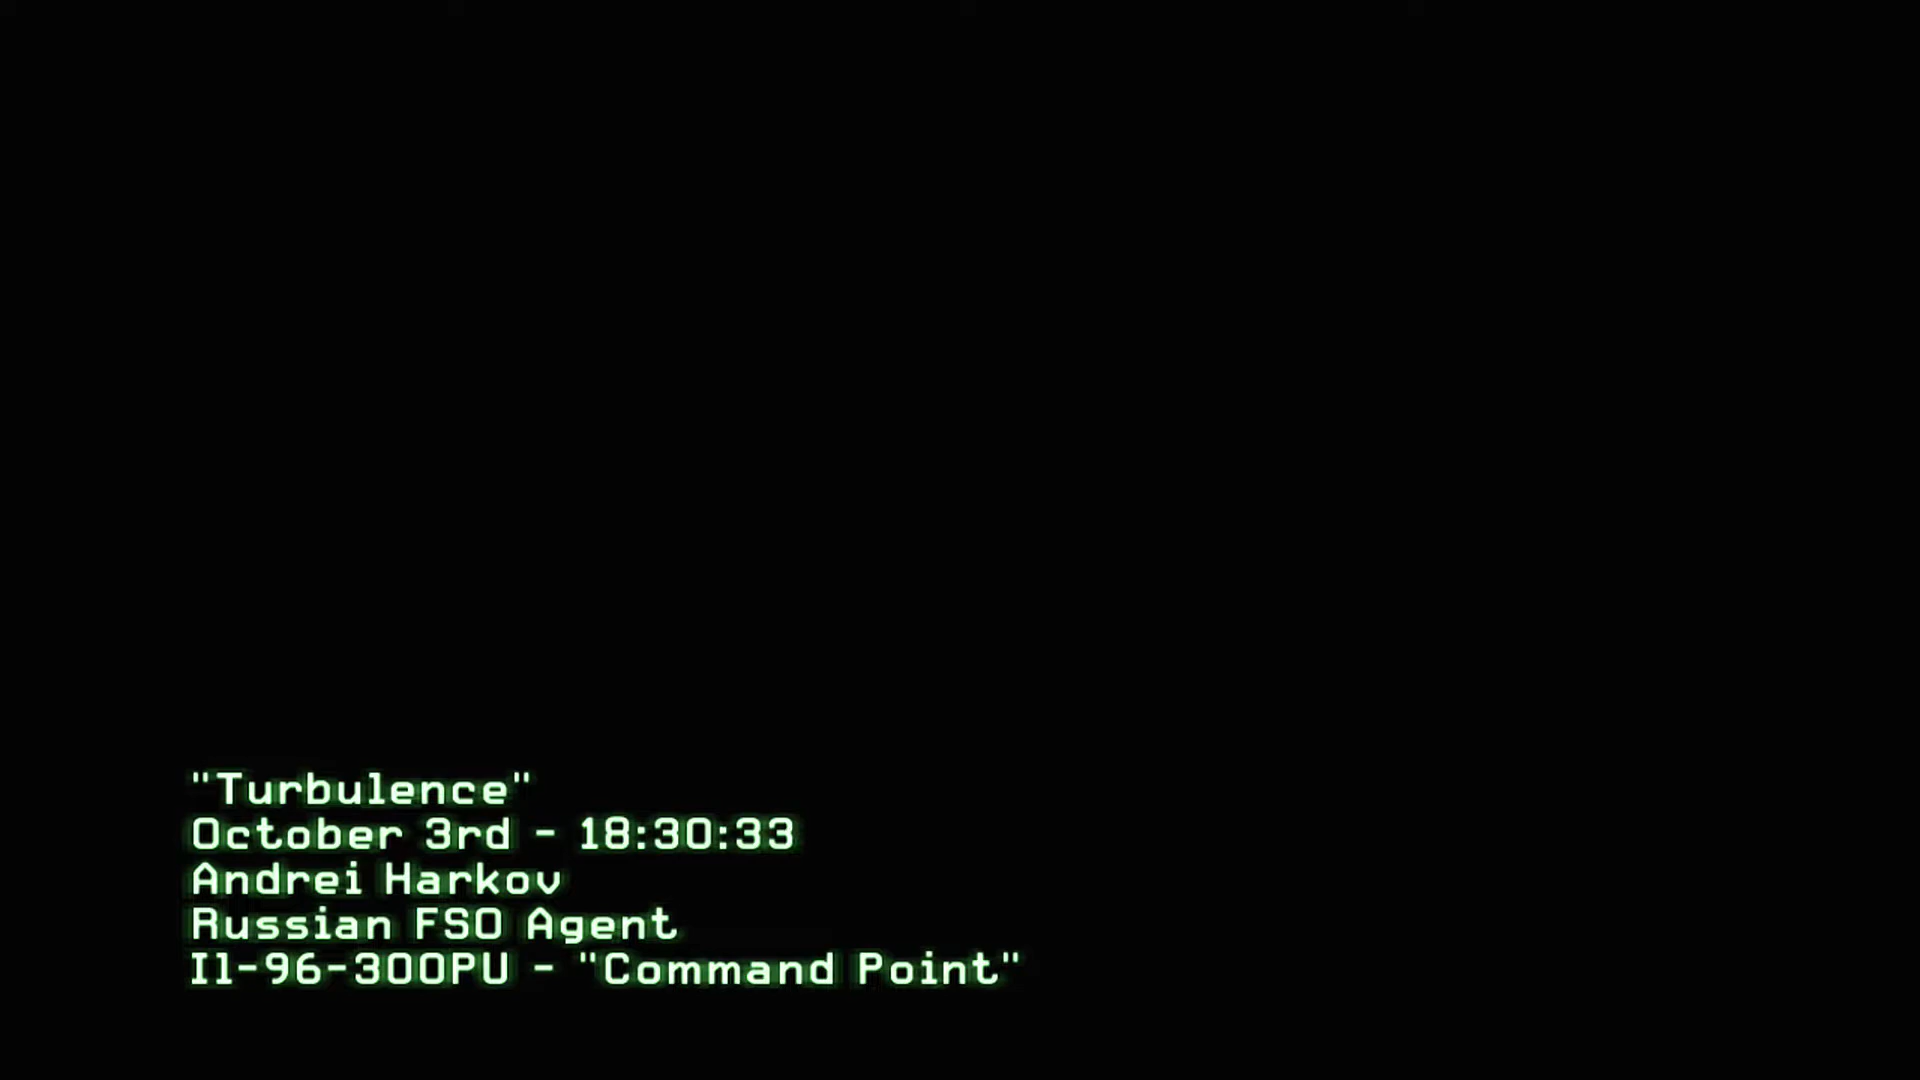 "Turbulence"
October 3rd - 18:30:33
Andrei Harkov
Russian FSO Agent
Il-96-300PU - "Command Point"